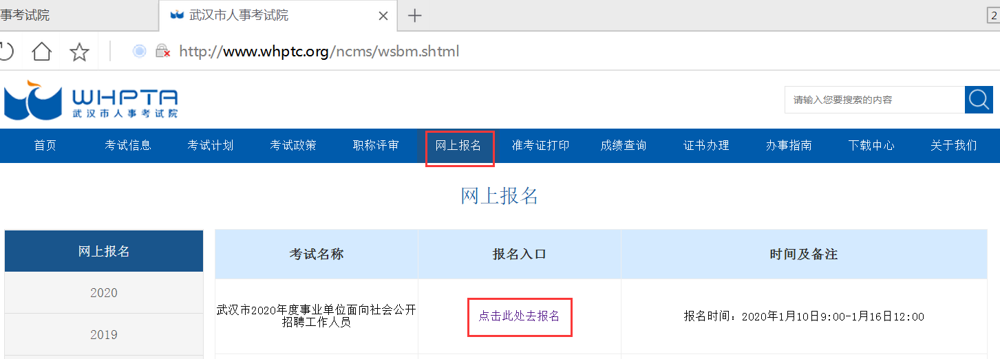 事考试院
武汉市人事考试院
2
http://www.whptc.org/ncms/wsbm.shtml
WHPTA
武汉市人事考试院
请输入您要搜索的内容
首页 考试信息 考试计划 考试政策 职称评审 网上报名 准考证打印 成绩查询 证书办理 办事指南 下载中心 关于我们
网上报名
网上报名
考试名称 报名入口 时间及备注
2020
武汉市2020年度事业单位面向社会公开
招聘工作人员
点击此处去报名
报名时间：2020年1月10日9:00-1月16日12:00
2019